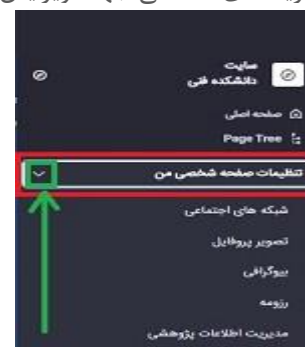 سایت
دانشکده فنی
صفحه اصلی
Page Tree
تنظیمات صفحه شخصی من
شبکه های اجتماعی
تصویر پروفایل
بیوگرافی
رزومه
مدیریت اطلاعات پژوهشی